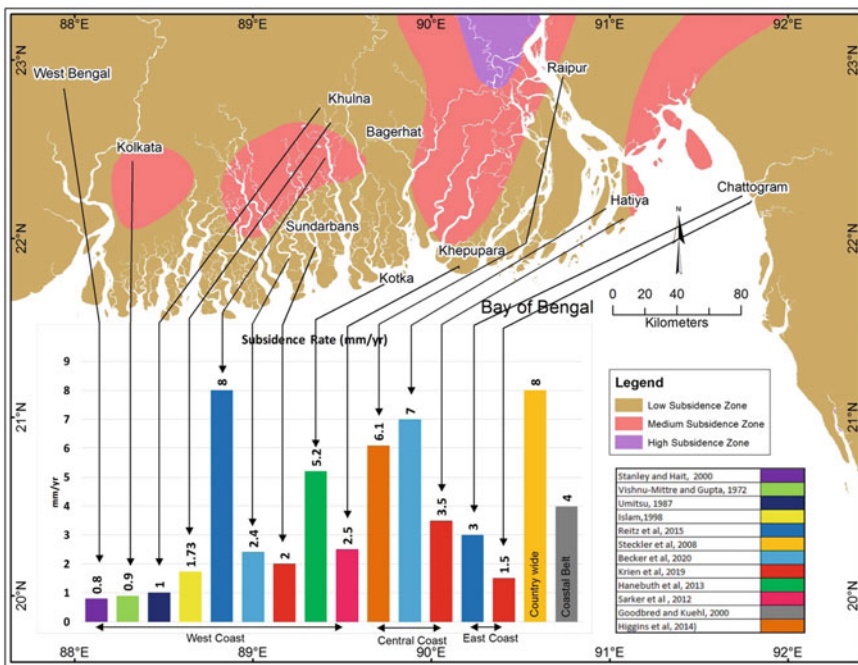 88°E 89°E 90°E 91°E 92°E
23°N 23°N
West Bengal
Raipur
Khulna
Bagerhat
Kolkata
Hatiya
Chattogram
N
22°N 22°N
Sundarbans
Khepupara
Kotka
Bay of Bengal
0 20 40 80
Kilometers
Subsidence Rate (mm/yr)
mm/yr
9
8
7
6
5
4
3
2
1
0
0.8
0.9
1
1.73
8
2.4
2
5.2
2.5
6.1
7
3.5
3
1.5
8
Country wide
4
Coastal Belt
West Coast
Central Coast
East Coast
Legend
Low Subsidence Zone
Medium Subsidence Zone
High Subsidence Zone
21°N 21°N
Stanley and Hait, 2000
Vishnu-Mittre and Gupta, 1972
Umitsu, 1987
Islam,1998
Reitz et al, 2015
Steckler et al, 2008
Becker et al, 2020
Krien et al, 2019
Hanebuth et al, 2013
Sarker et al , 2012
Goodbred and Kuehl, 2000
Higgins et al, 2014)
20°N 20°N
88°E 89°E 90°E 91°E 92°E